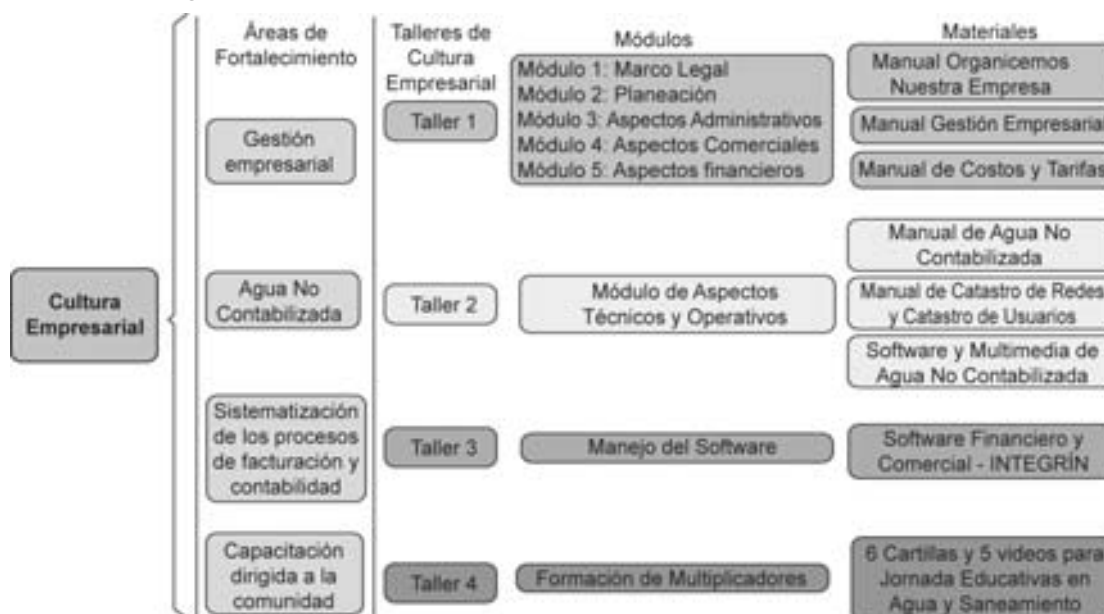 Áreas de
Fortalecimiento
Talleres de
Cultura
Empresarial
Módulos
Materiales
Cultura
Empresarial
Gestión
empresarial
Taller 1
Módulo 1: Marco Legal
Módulo 2: Planeación
Módulo 3: Aspectos Administrativos
Módulo 4: Aspectos Comerciales
Módulo 5: Aspectos financieros
Manual Organicemos
Nuestra Empresa
Manual Gestión Empresarial
Manual de Costos y Tarifas
Agua No
Contabilizada
Taller 2
Módulo de Aspectos
Técnicos y Operativos
Manual de Agua No
Contabilizada
Manual de Catastro de Redes
y Catastro de Usuarios
Software y Multimedia de
Agua No Contabilizada
Sistematización
de los procesos
de facturación y
contabilidad
Taller 3
Manejo del Software
Software Financiero y
Comercial - INTEGRÍN
Capacitación
dirigida a la
comunidad
Taller 4
Formación de Multiplicadores
6 Cartillas y 5 videos para
Jornada Educativas en
Agua y Saneamiento